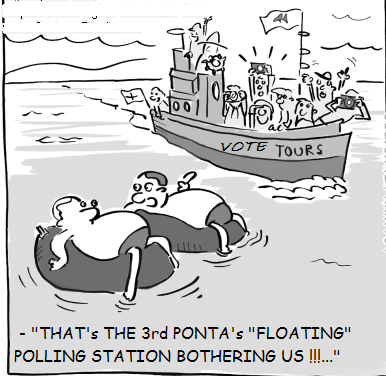 VOTE TOURS
- "THAT's THE 3rd PONTA's "FLOATING"
POLLING STATION BOTHERING US !!!..."